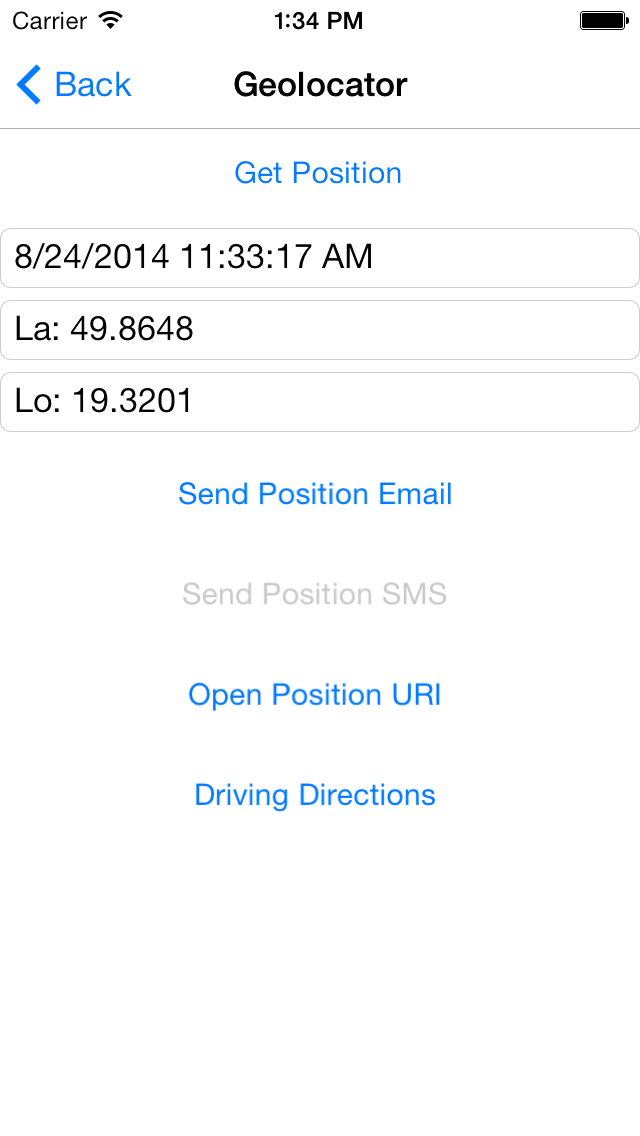 Carrier 1:34 PM
Back Geolocator
Get Position
8/24/2014 11:33:17 AM
La: 49.8648
Lo: 19.3201
Send Position Email
Send Position SMS
Open Position URI
Driving Directions